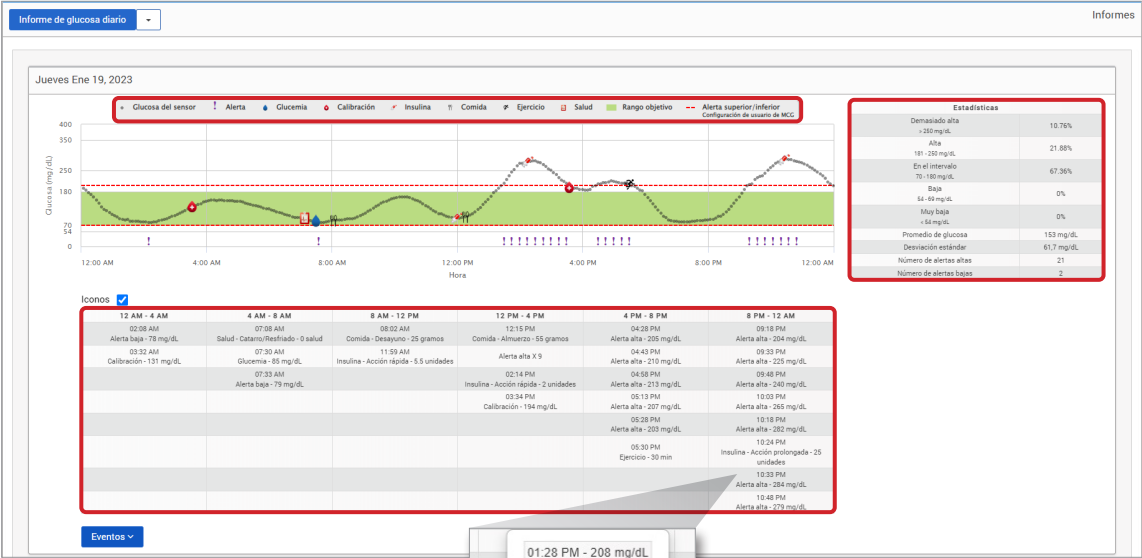 Informe de glucosa diario
Informes
Jueves Ene 19, 2023
Glucosa del sensor Alerta Glucemia Calibración Insulina Comida Ejercicio Salud Rango objetivo Alerta superior/inferior
Configuración de usuario de MCG
Glucosa (mg/dL)
400
350
250
180
70
54
0
12:00 AM 4:00 AM 8:00 AM 12:00 PM 4:00 PM 8:00 PM 12:00 AM
Hora
Estadísticas
Demasiado alta
> 250 mg/dL
10.76%
Alta
181 - 250 mg/dL
21.88%
En el intervalo
70 - 180 mg/dL
67.36%
Baja
54 - 69 mg/dL
0%
Muy baja
< 54 mg/dL
0%
Promedio de glucosa 153 mg/dL
Desviación estándar 61,7 mg/dL
Número de alertas altas 21
Número de alertas bajas 2
Iconos
12 AM - 4 AM 4 AM - 8 AM 8 AM - 12 PM 12 PM - 4 PM 4 PM - 8 PM 8 PM - 12 AM
02:08 AM 07:08 AM 08:02 AM 12:15 PM 04:28 PM 09:18 PM
Alerta baja - 78 mg/dL Salud - Catarro/Resfriado - 0 salud Comida - Desayuno - 25 gramos Comida - Almuerzo - 55 gramos Alerta alta - 205 mg/dL Alerta alta - 204 mg/dL
03:32 AM 07:30 AM 11:59 AM Alerta alta X 9 04:43 PM 09:33 PM
Calibración - 131 mg/dL Glucemia - 85 mg/dL Insulina - Acción rápida - 5.5 unidades Alerta alta - 210 mg/dL Alerta alta - 225 mg/dL
07:33 AM 02:14 PM 04:58 PM 09:48 PM
Alerta baja - 79 mg/dL Insulina - Acción rápida - 2 unidades Alerta alta - 213 mg/dL Alerta alta - 240 mg/dL
03:34 PM 05:13 PM 10:03 PM
Calibración - 194 mg/dL Alerta alta - 207 mg/dL Alerta alta - 265 mg/dL
05:28 PM 10:18 PM
Alerta alta - 203 mg/dL Alerta alta - 282 mg/dL
05:30 PM 10:24 PM
Ejercicio - 30 min Insulina - Acción prolongada - 25
unidades
10:33 PM
Alerta alta - 284 mg/dL
10:48 PM
Alerta alta - 279 mg/dL
Eventos
01:28 PM - 208 mg/dL